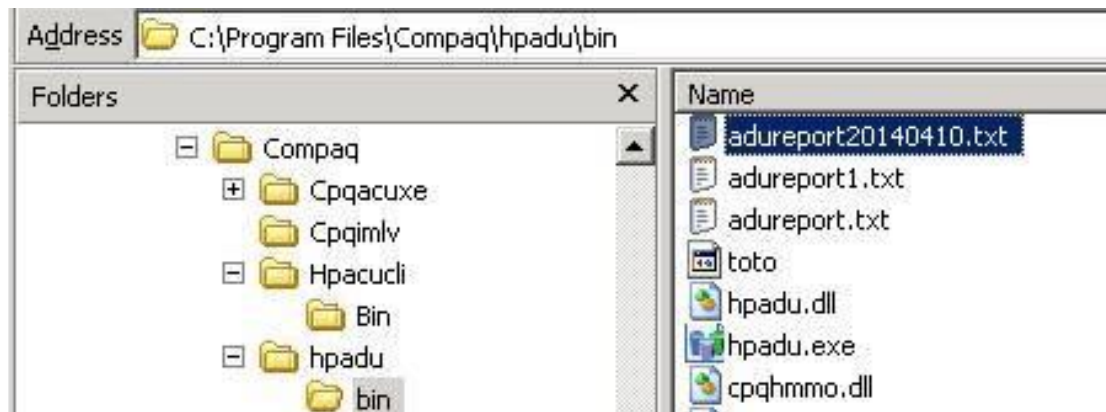 Address C:\Program Files\Compaq\hpadu\bin
Folders
Compaq
Cpqacuxe
Cpqimlv
Hpacucli
Bin
hpadu
bin
Name
adureport20140410.txt
adureport1.txt
adureport.txt
toto
hpadu.dll
hpadu.exe
cpqhmmo.dll